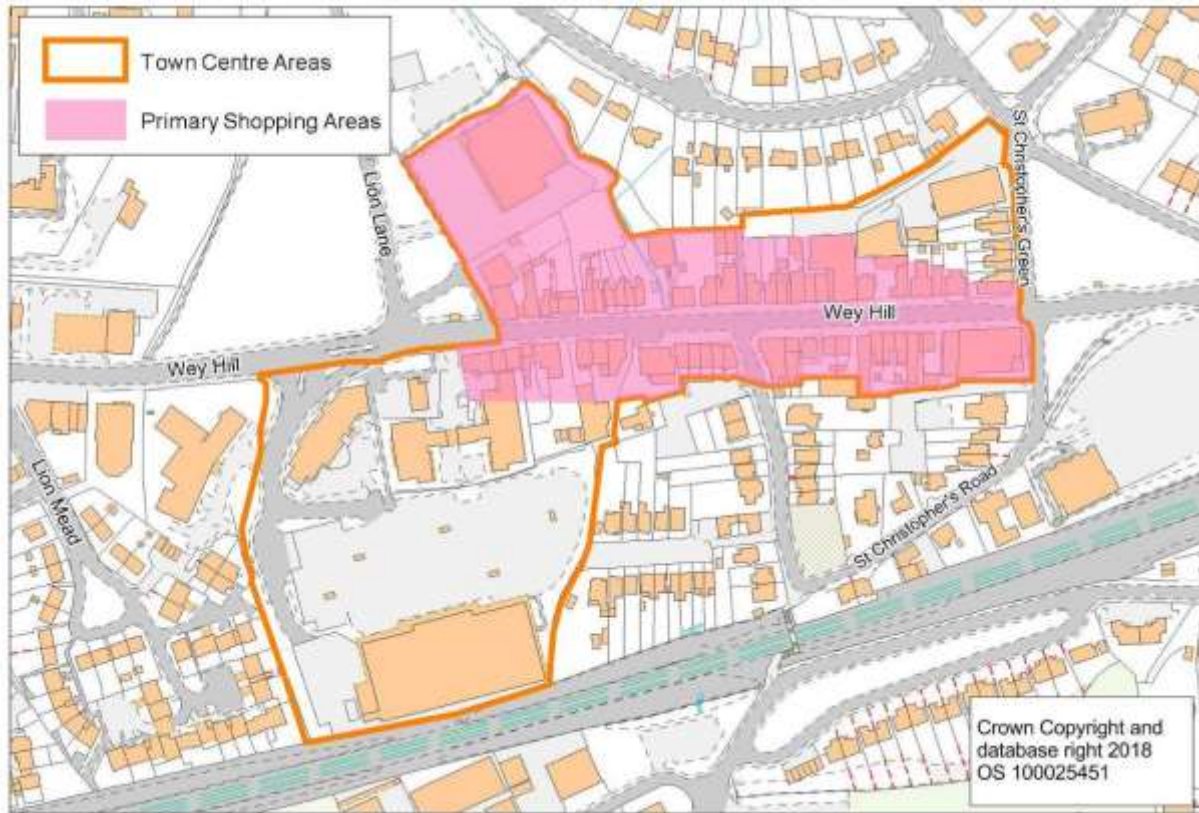 Town Centre Areas
Primary Shopping Areas
Lion Lane
St Christopher's Green
Wey Hill
Wey Hill
Lion Mead
St Christopher's Road
Crown Copyright and
database right 2018
OS 100025451